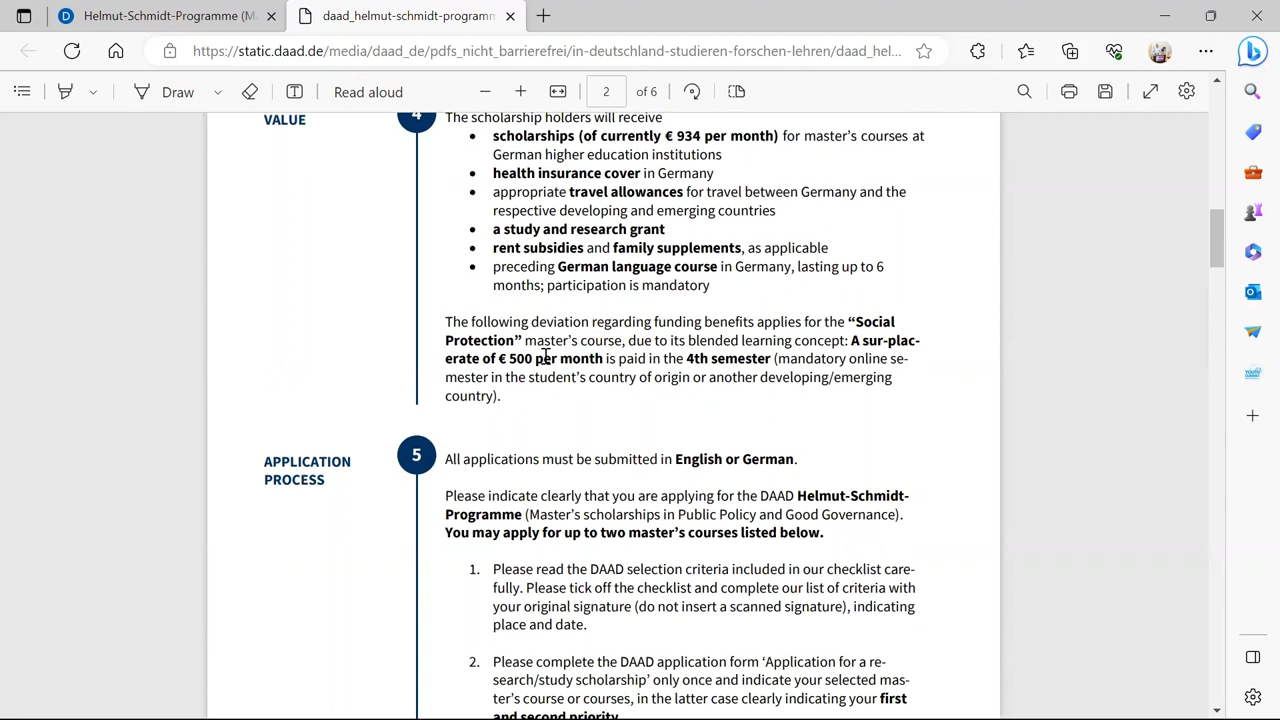 Helmut-Schmidt-Programme (Ma
daad_helmut-schmidt-programm
https://static.daad.de/media/daad_de/pdfs_nicht_barrierefrei/in-deutschland-studieren-forschen-lehren/daad_hel...
Draw
Read aloud
2
of 6
VALUE
4
The scholarship holders will receive
• scholarships (of currently € 934 per month) for master's courses at
German higher education institutions
• health insurance cover in Germany
• appropriate travel allowances for travel between Germany and the
respective developing and emerging countries
• a study and research grant
• rent subsidies and family supplements, as applicable
• preceding German language course in Germany, lasting up to 6
months; participation is mandatory
The following deviation regarding funding benefits applies for the “Social
Protection” master's course, due to its blended learning concept: A sur-plac-
erate of € 500 per month is paid in the 4th semester (mandatory online se-
mester in the student's country of origin or another developing/emerging
country).
APPLICATION
PROCESS
5
All applications must be submitted in English or German.
Please indicate clearly that you are applying for the DAAD Helmut-Schmidt-
Programme (Master's scholarships in Public Policy and Good Governance).
You may apply for up to two master's courses listed below.
1. Please read the DAAD selection criteria included in our checklist care-
fully. Please tick off the checklist and complete our list of criteria with
your original signature (do not insert a scanned signature), indicating
place and date.
2. Please complete the DAAD application form ‘Application for a re-
search/study scholarship’ only once and indicate your selected mas-
ter's course or courses, in the latter case clearly indicating your first
and second priority.